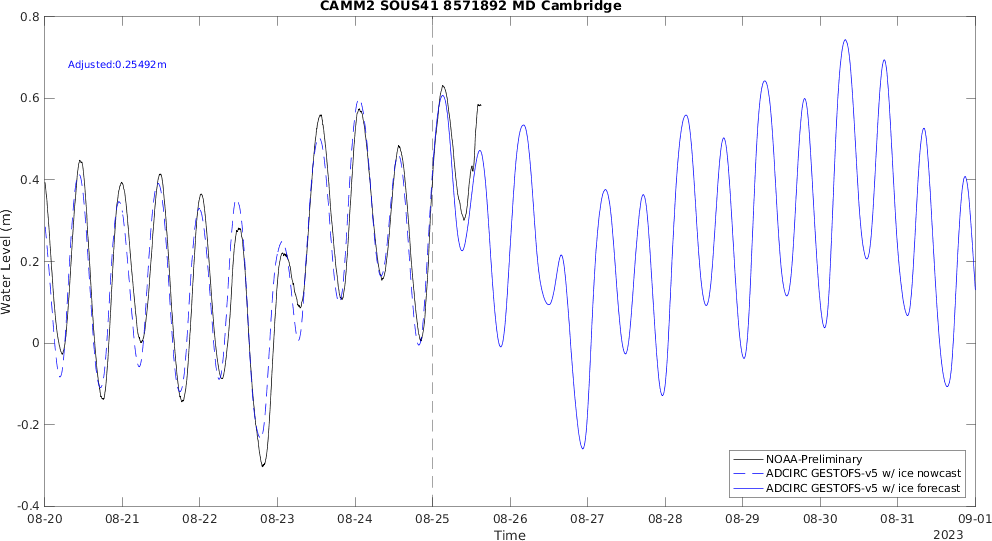 CAMM2 SOUS41 8571892 MD Cambridge
0.8
0.6
0.4
0.2
0
-0.2
-0.4
Water Level (m)
Adjusted:0.25492m
NOAA-Preliminary
ADCIRC GESTOFS-v5 w/ ice nowcast
ADCIRC GESTOFS-v5 w/ ice forecast
08-20 08-21 08-22 08-23 08-24 08-25 08-26 08-27 08-28 08-29 08-30 08-31 09-01
Time
2023